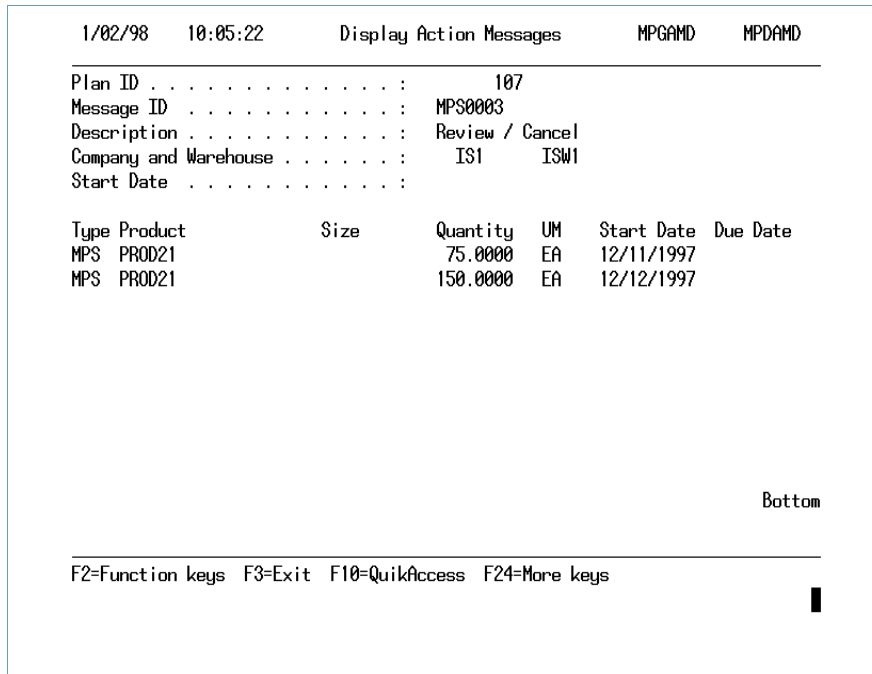 1/02/98 10:05:22 Display Action Messages MPGAMD MPDAMD
Plan ID . . . . . . . . . . . . . : 107
Message ID . . . . . . . . . . . : MPS0003
Description . . . . . . . . . . . : Review / Cancel
Company and Warehouse . . . . . . : IS1 ISW1
Start Date . . . . . . . . . . . :
Type Product Size Quantity UM Start Date Due Date
MPS PROD21 75.0000 EA 12/11/1997
MPS PROD21 150.0000 EA 12/12/1997
Bottom
F2=Function keys F3=Exit F10=QuikAccess F24=More keys